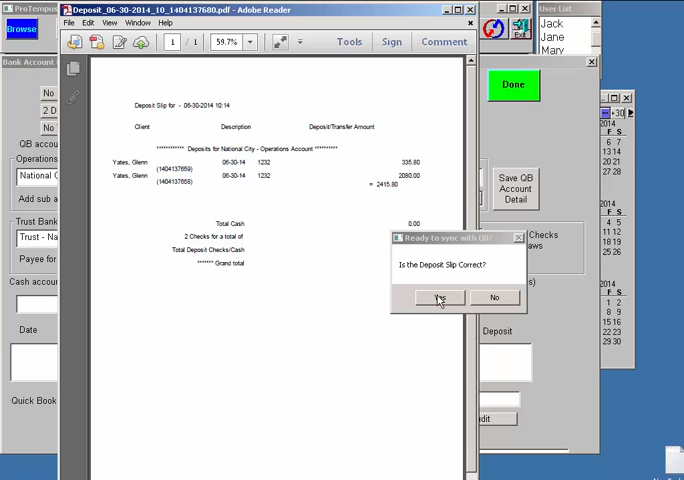 ProTempus
Deposit_06-30-2014_10_1404137680.pdf - Adobe Reader
User List
File Edit View Window Help
Browse
Exit
Jack
Jane
Mary
1 / 1 59.7% Tools Sign Comment
Bank Account
Done
No
2 D
No
QB accou
Operations
National C
Add sub a
Trust Bank
Trust - Na
Payee for
Cash account
Date
Quick Book
Deposit Slip for - 06-30-2014 10:14
Client Description Deposit/Transfer Amount
************ Deposits for National City - Operations Account **********
Yates, Glenn 06-30-14 1232 335.80
(1404137659)
Yates, Glenn 06-30-14 1232 2080.00
(1404137658) = 2415.80
Total Cash 0.00
2 Checks for a total of
Total Deposit Checks/Cash
******* Grand total
Save QB
Account
Detail
Checks
aws
s)
Deposit
dit
Ready to sync with QB?
Is the Deposit Slip Correct?
Yes No
+30
2014
F S
6 7
13 14
20 21
27 28
2014
F S
4 5
11 12
18 19
25 26
2014
F S
1 2
8 9
15 16
22 23
29 30